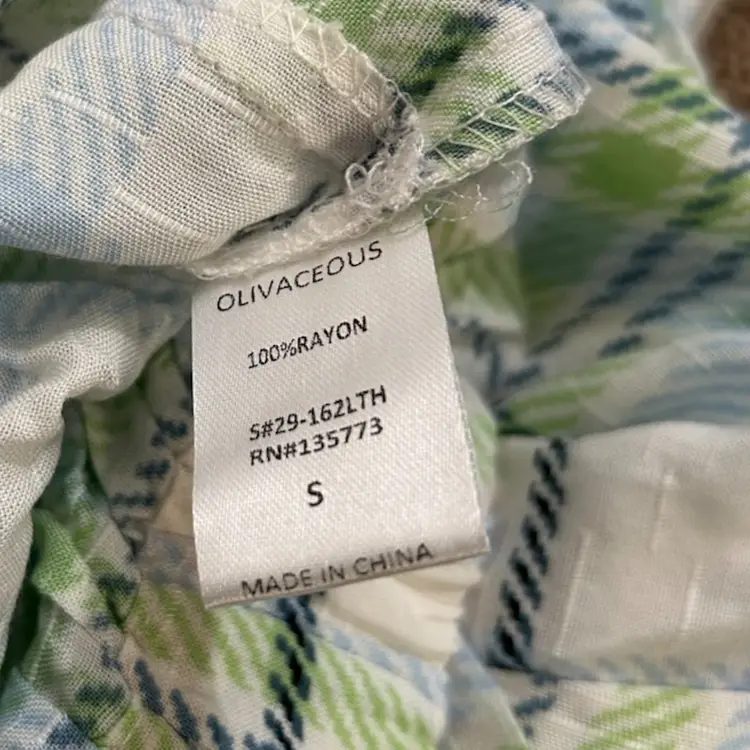 OLIVACEOUS
100%RAYON
S#29-162LTH
RN#135773
S
MADE IN CHINA